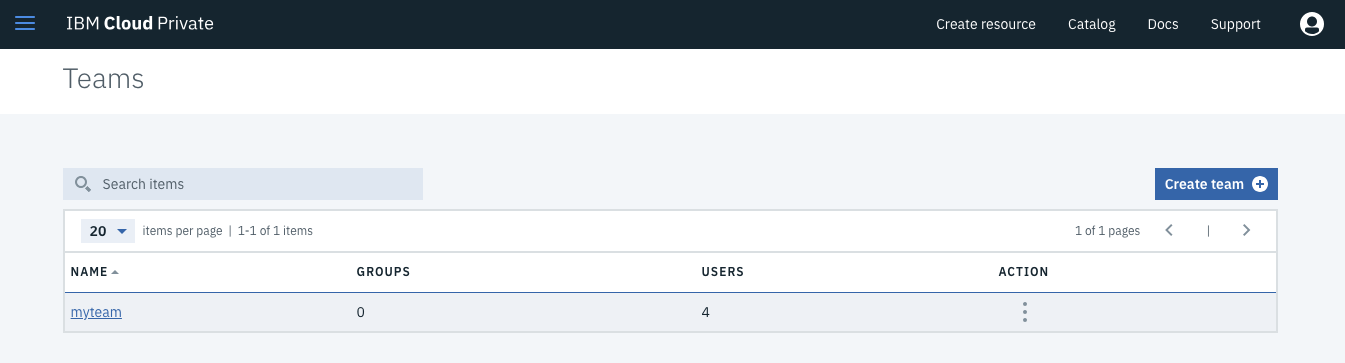 IBM Cloud Private Create resource Catalog Docs Support
Teams
Search items Create team
20 items per page | 1-1 of 1 items 1 of 1 pages |
NAME GROUPS USERS ACTION
myteam 0 4